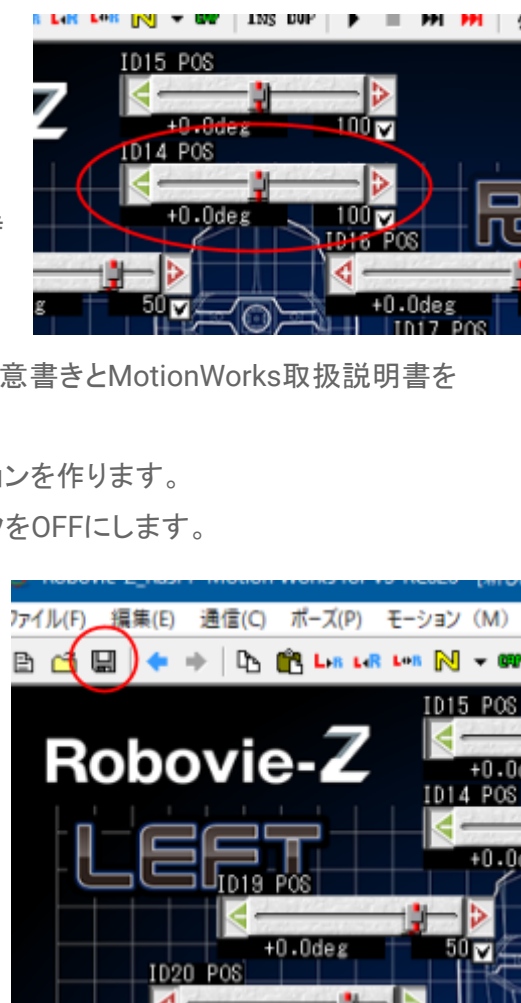 INS DUP
ID15 POS
+0.0deg 100
ID14 POS
+0.0deg 100
ID16 POS
50
+0.0deg
ID17 POS
意書きとMotionWorks取扱説明書を
ンを作ります。
をOFFにします。
ファイル(F) 編集(E) 通信(C) ポーズ(P) モーション (M)
L R L R L R N
ID15 POS
Robovie-Z
+0.0
ID14 POS
LEFT
+0.0
ID19 POS
+0.0deg 50
ID20 POS